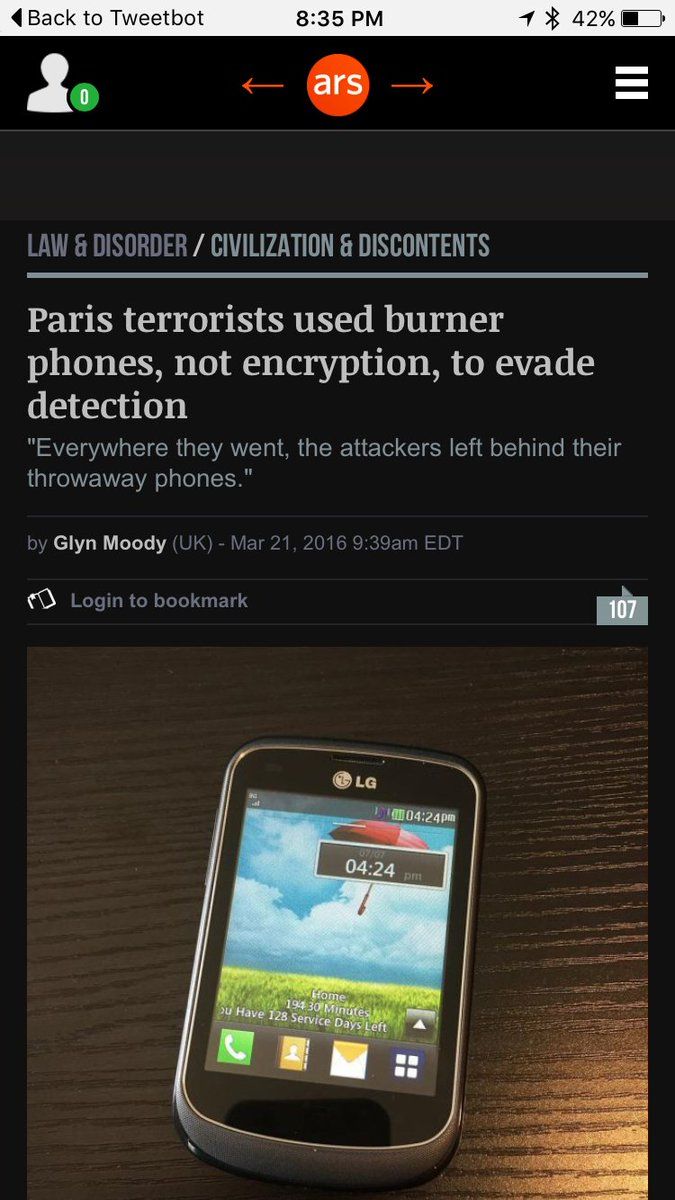 Back to Tweetbot 8:35 PM 42%
0
← ars →
LAW & DISORDER / CIVILIZATION & DISCONTENTS
Paris terrorists used burner
phones, not encryption, to evade
detection
"Everywhere they went, the attackers left behind their
throwaway phones."
by Glyn Moody (UK) - Mar 21, 2016 9:39am EDT
Login to bookmark
107
LG
3G
04:24pm
07/07
04:24 pm
Home
194.30 Minutes
ou Have 128 Service Days Left